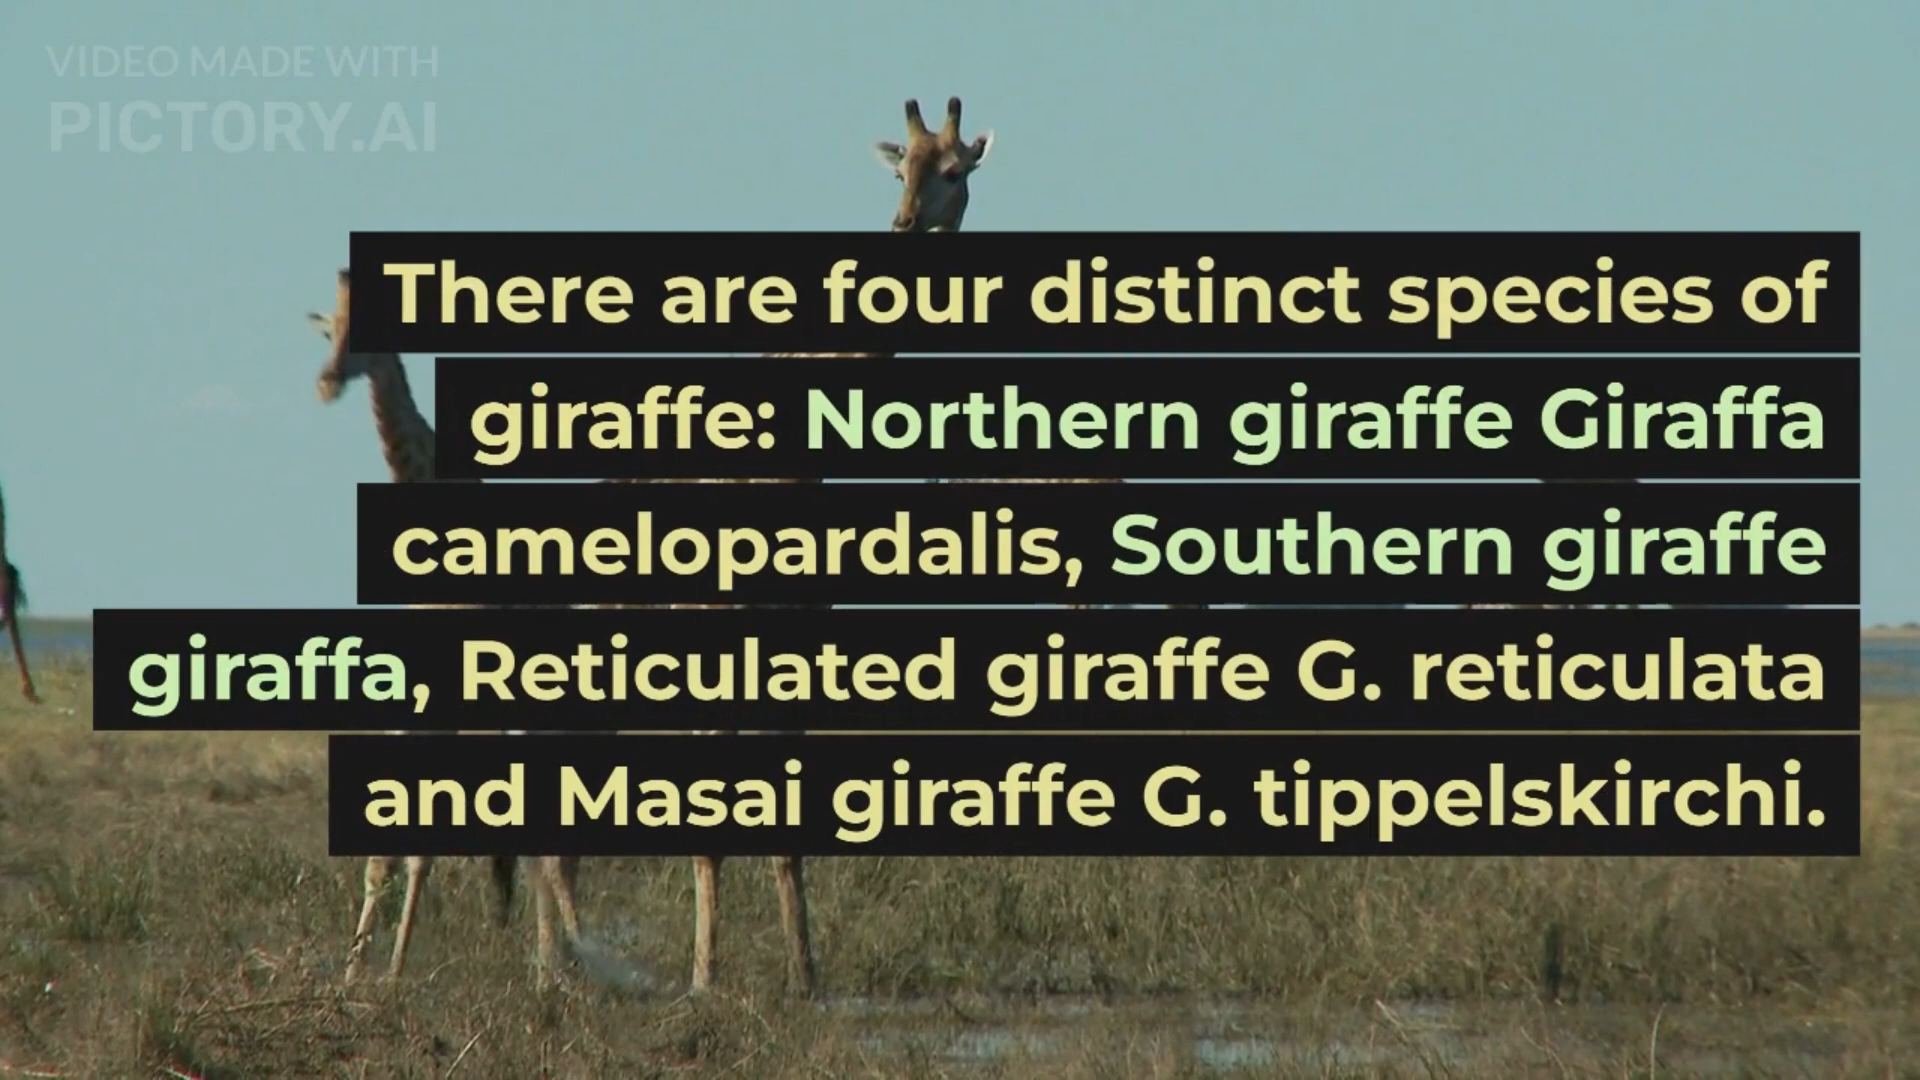 VIDEO MADE WITH
PICTORY.AI
There are four distinct species of
giraffe: Northern giraffe Giraffa
camelopardalis, Southern giraffe
giraffa, Reticulated giraffe G. reticulata
and Masai giraffe G. tippelskirchi.